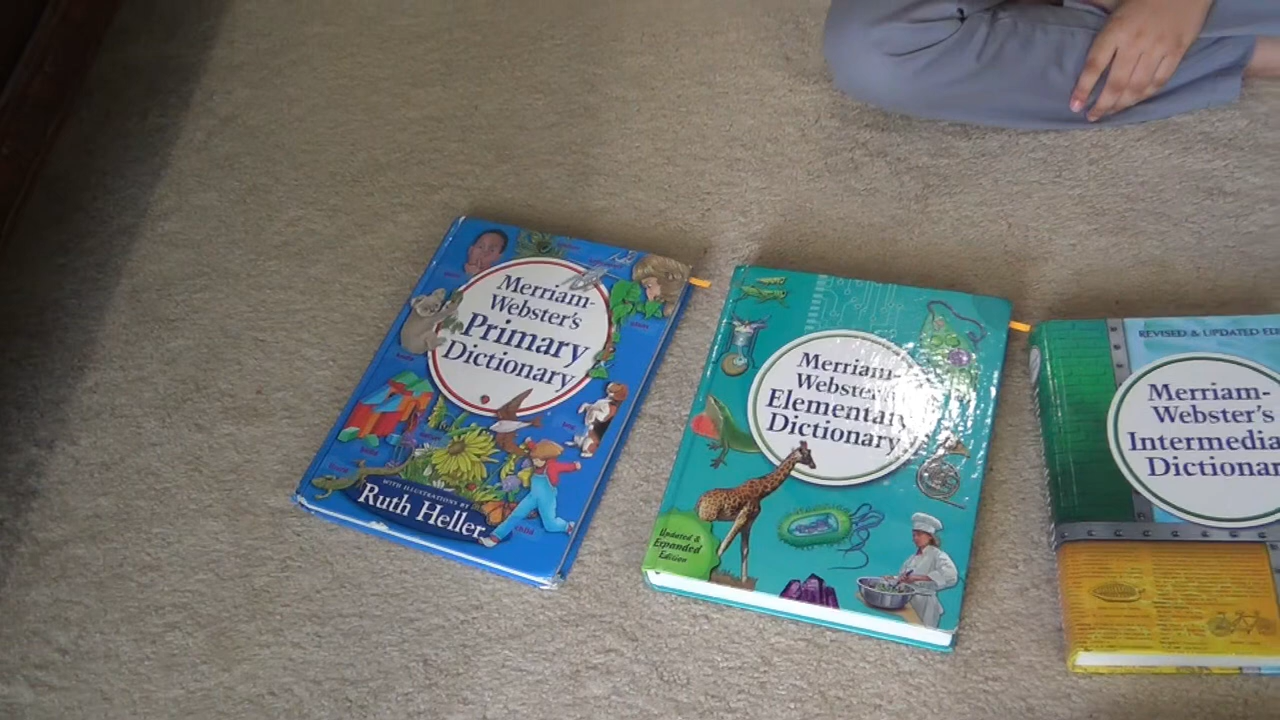 Merriam-
Webster's
Primary
Dictionary
WITH ILLUSTRATIONS BY
Ruth Heller
child
Merriam-
Webster's
Elementary
Dictionary
Updated &
Expanded
Edition
REVISED & UPDATED
Merriam-
Webster's
Intermedia
Dictionar